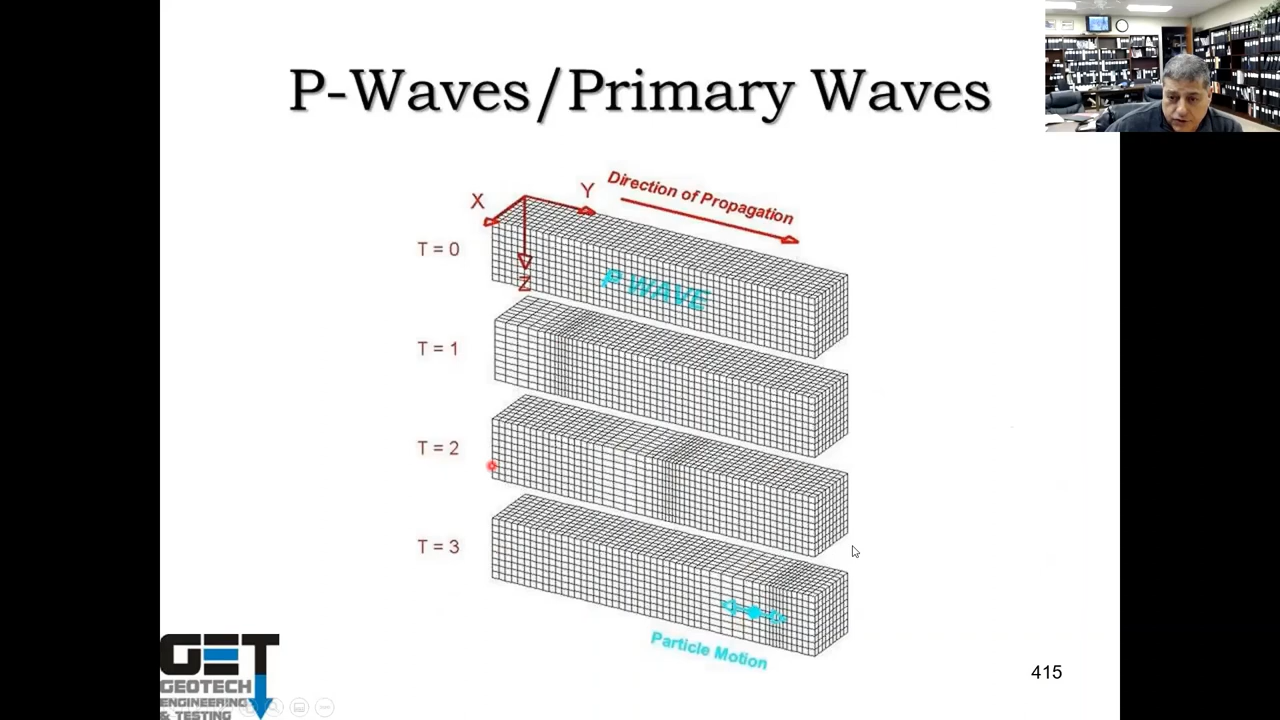 P-Waves/Primary Waves
Direction of Propagation
X
Y
Z
T = 0
P WAVE
T = 1
T = 2
T = 3
Particle Motion
GET
GEOTECH
ENGINEERING
& TESTING
415